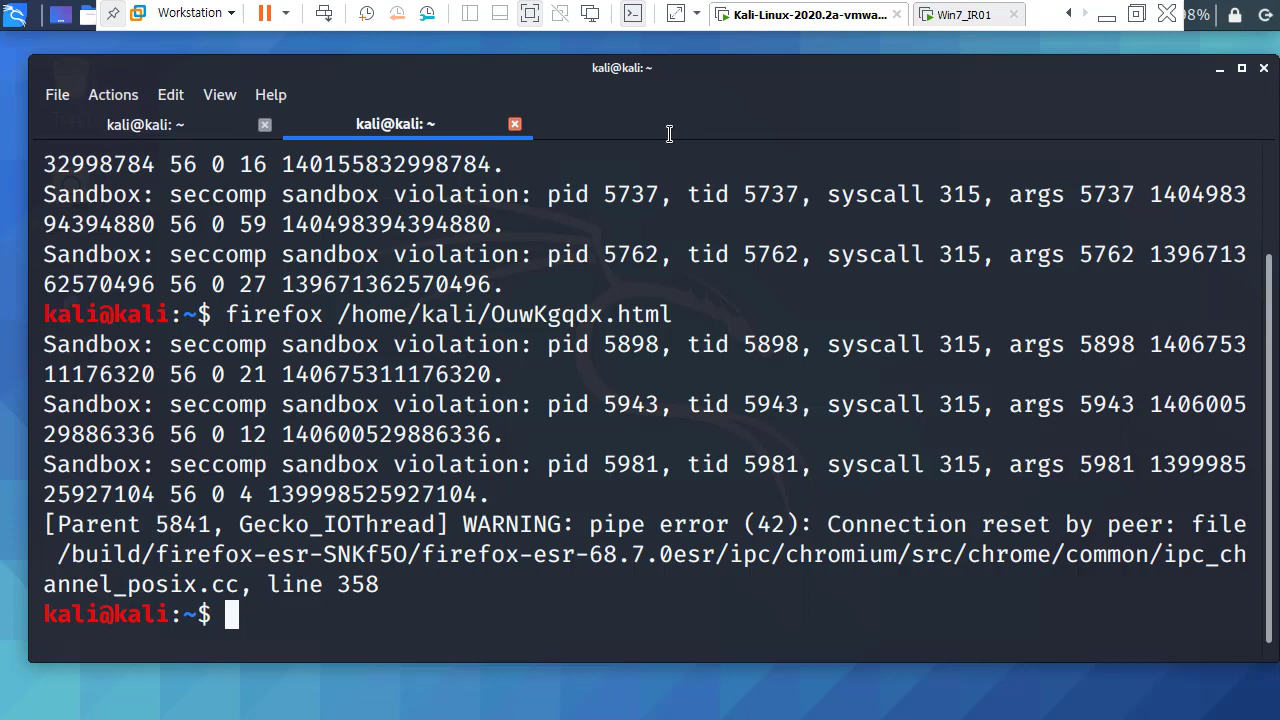 Workstation
Kali-Linux-2020.2a-vmwa...
Win7_IR01
98%
kali@kali: ~
File Actions Edit View Help
kali@kali: ~
kali@kali: ~
32998784 56 0 16 140155832998784.
Sandbox: seccomp sandbox violation: pid 5737, tid 5737, syscall 315, args 5737 1404983
94394880 56 0 59 140498394394880.
Sandbox: seccomp sandbox violation: pid 5762, tid 5762, syscall 315, args 5762 1396713
62570496 56 0 27 139671362570496.
kali@kali:~$ firefox /home/kali/OuwKgqdx.html
Sandbox: seccomp sandbox violation: pid 5898, tid 5898, syscall 315, args 5898 1406753
11176320 56 0 21 140675311176320.
Sandbox: seccomp sandbox violation: pid 5943, tid 5943, syscall 315, args 5943 1406005
29886336 56 0 12 140600529886336.
Sandbox: seccomp sandbox violation: pid 5981, tid 5981, syscall 315, args 5981 1399985
25927104 56 0 4 139998525927104.
[Parent 5841, Gecko_IOThread] WARNING: pipe error (42): Connection reset by peer: file
/build/firefox-esr-SNKf5O/firefox-esr-68.7.0esr/ipc/chromium/src/chrome/common/ipc_ch
annel_posix.cc, line 358
kali@kali:~$